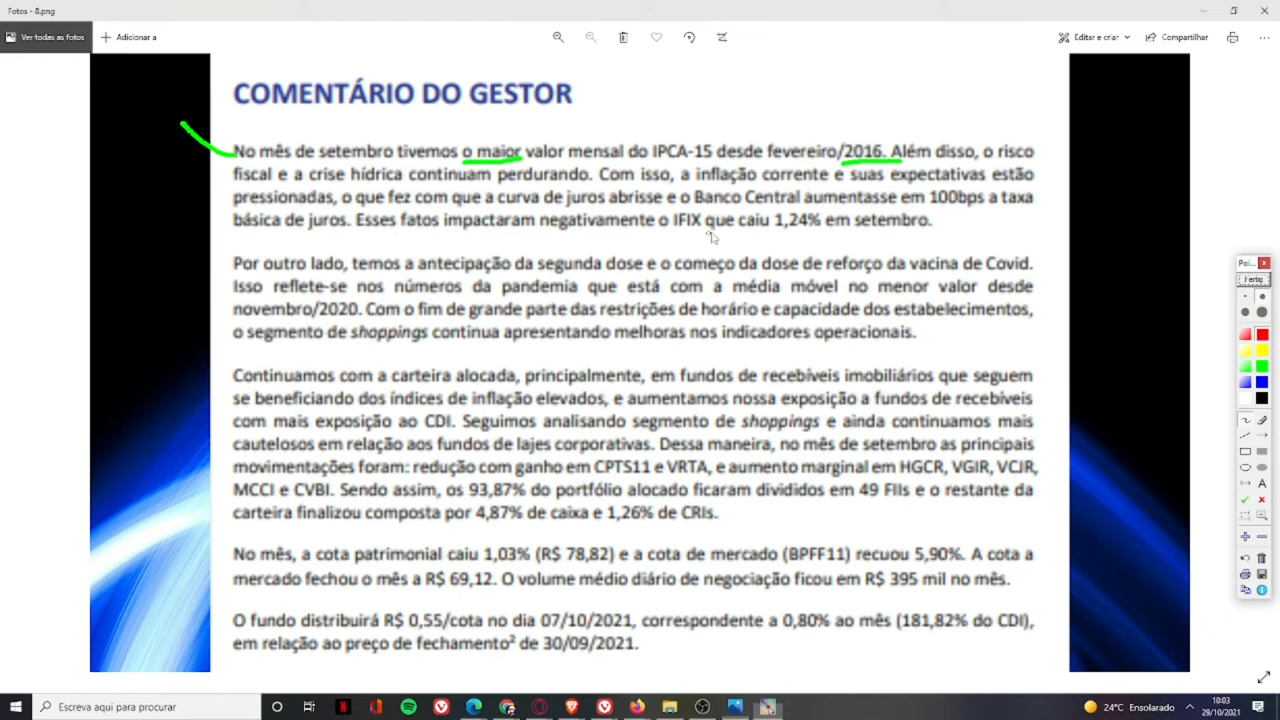 Fotos - 8.png
Ver todas as fotos
Adicionar a
Editar e criar
Compartilhar
COMENTÁRIO DO GESTOR
No mês de setembro tivemos o maior valor mensal do IPCA-15 desde fevereiro/2016. Além disso, o risco
fiscal e a crise hídrica continuam perdurando. Com isso, a inflação corrente e suas expectativas estão
pressionadas, o que fez com que a curva de juros abrisse e o Banco Central aumentasse em 100bps a taxa
básica de juros. Esses fatos impactaram negativamente o IFIX que caiu 1,24% em setembro.
Por outro lado, temos a antecipação da segunda dose e o começo da dose de reforço da vacina de Covid.
Isso reflete-se nos números da pandemia que está com a média móvel no menor valor desde
novembro/2020. Com o fim de grande parte das restrições de horário e capacidade dos estabelecimentos,
o segmento de shoppings continua apresentando melhoras nos indicadores operacionais.
Continuamos com a carteira alocada, principalmente, em fundos de recebíveis imobiliários que seguem
se beneficiando dos índices de inflação elevados, e aumentamos nossa exposição a fundos de recebíveis
com mais exposição ao CDI. Seguimos analisando segmento de shoppings e ainda continuamos mais
cautelosos em relação aos fundos de lajes corporativas. Dessa maneira, no mês de setembro as principais
movimentações foram: redução com ganho em CPTS11 e VRTA, e aumento marginal em HGCR, VGIR, VCJR,
MCCI e CVBI. Sendo assim, os 93,87% do portfólio alocado ficaram divididos em 49 FIIs e o restante da
carteira finalizou composta por 4,87% de caixa e 1,26% de CRIs.
No mês, a cota patrimonial caiu 1,03% (R$ 78,82) e a cota de mercado (BPFF11) recuou 5,90%. A cota a
mercado fechou o mês a R$ 69,12. O volume médio diário de negociação ficou em R$ 395 mil no mês.
O fundo distribuirá R$ 0,55/cota no dia 07/10/2021, correspondente a 0,80% ao mês (181,82% do CDI),
em relação ao preço de fechamento² de 30/09/2021.
Poi...
A
Escreva aqui para procurar
24°C Ensolarado
10:03
29/10/2021